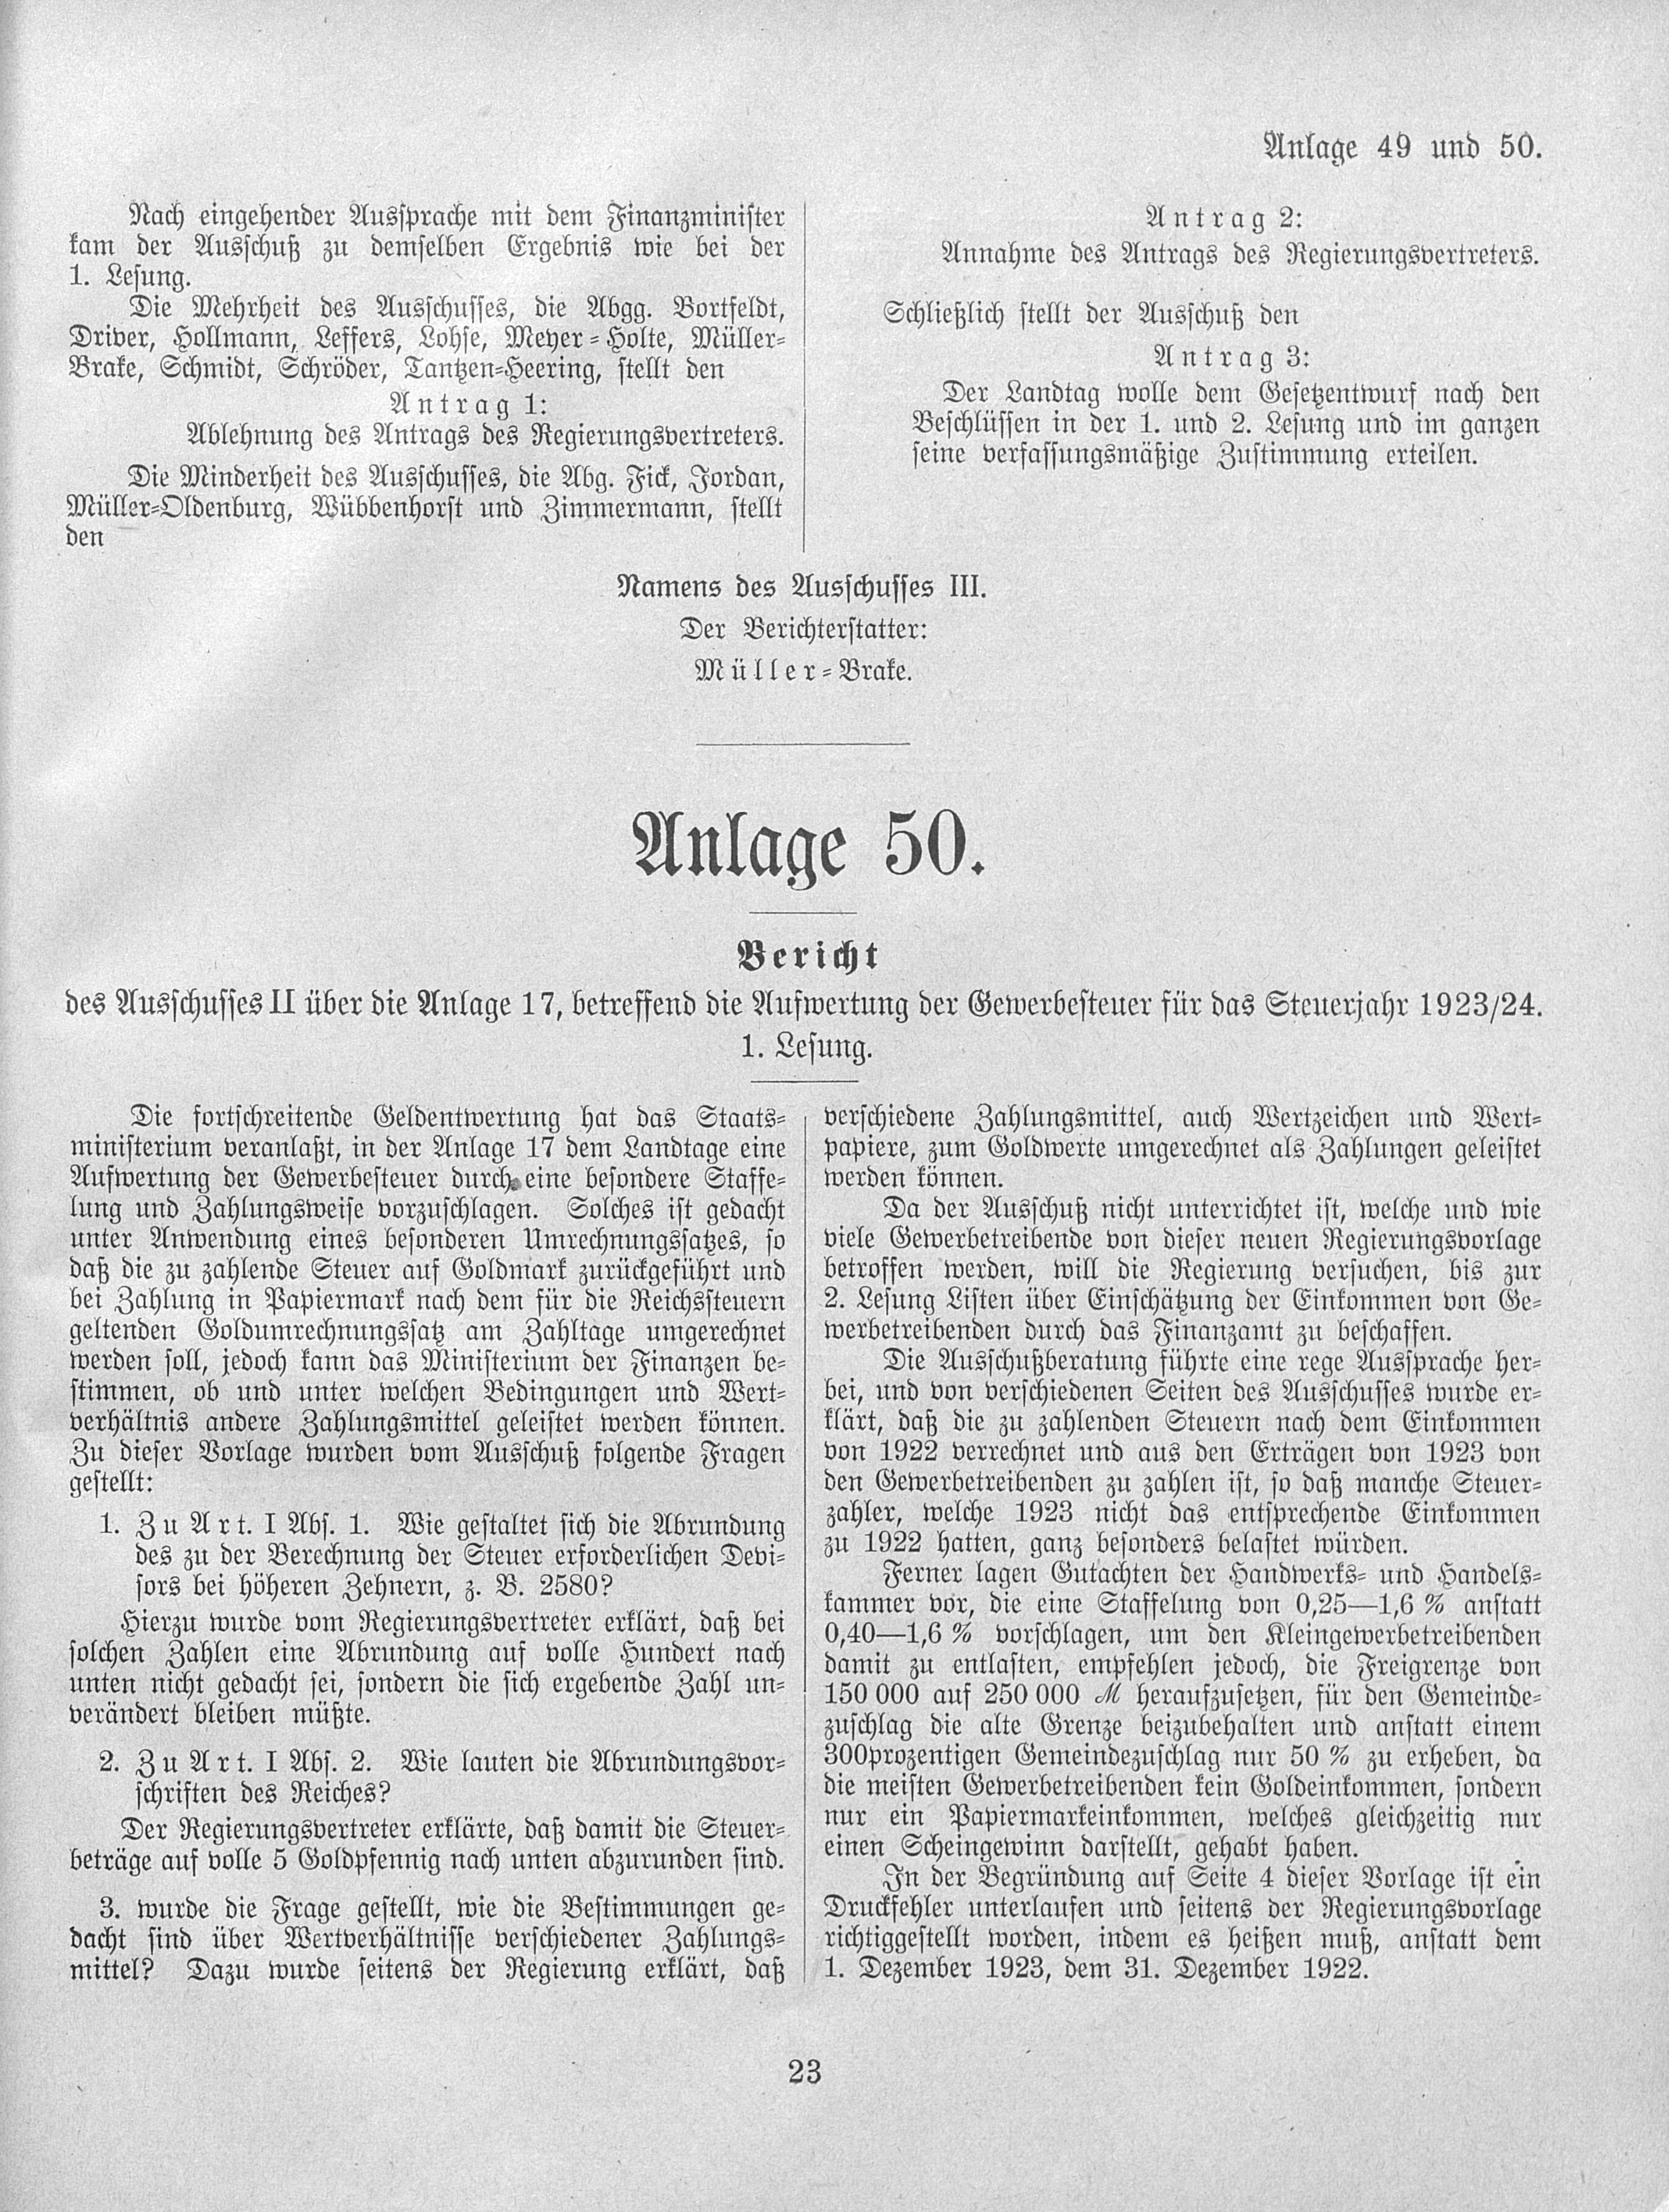 Anlage 49 und 50.
Nach eingehender Aussprache mit dem Finanzminister
kam der Ausschuß zu demselben Ergebnis wie bei der
1. Lesung.
Die Mehrheit des Ausschusses, die Abgg. Bortfeldt,
Driver, Hollmann, Leffers, Lohse, Meyer-Holte, Müller-
Brake, Schmidt, Schröder, Tantzen-Heering, stellt den
Antrag 1:
Ablehnung des Antrags des Regierungsvertreters.
Die Minderheit des Ausschusses, die Abg. Fick, Jordan,
Müller-Oldenburg, Wübbenhorst und Zimmermann, stellt
den
Antrag 2:
Annahme des Antrags des Regierungsvertreters.
Schließlich stellt der Ausschuß den
Antrag 3:
Der Landtag wolle dem Gesetzentwurf nach den
Beschlüssen in der 1. und 2. Lesung und im ganzen
seine verfassungsmäßige Zustimmung erteilen.
Namens des Ausschusses III.
Der Berichterstatter:
Müller-Brake.
Anlage 50.
Bericht
des Ausschusses II über die Anlage 17, betreffend die Aufwertung der Gewerbesteuer für das Steuerjahr 1923/24.
1. Lesung.
Die fortschreitende Geldentwertung hat das Staats-
ministerium veranlaßt, in der Anlage 17 dem Landtage eine
Aufwertung der Gewerbesteuer durch eine besondere Staffe-
lung und Zahlungsweise vorzuschlagen. Solches ist gedacht
unter Anwendung eines besonderen Umrechnungssatzes, so
daß die zu zahlende Steuer auf Goldmark zurückgeführt und
bei Zahlung in Papiermark nach dem für die Reichssteuern
geltenden Goldumrechnungssatz am Zahltage umgerechnet
werden soll, jedoch kann das Ministerium der Finanzen be-
stimmen, ob und unter welchen Bedingungen und Wert-
verhältnis andere Zahlungsmittel geleistet werden können.
Zu dieser Vorlage wurden vom Ausschuß folgende Fragen
gestellt:
1. Zu Art. I Abs. 1. Wie gestaltet sich die Abrundung
des zu der Berechnung der Steuer erforderlichen Devi-
sors bei höheren Zehnern, z. B. 2580?
Hierzu wurde vom Regierungsvertreter erklärt, daß bei
solchen Zahlen eine Abrundung auf volle Hundert nach
unten nicht gedacht sei, sondern die sich ergebende Zahl un-
verändert bleiben müßte.
2. Zu Art. I Abs. 2. Wie lauten die Abrundungsvor-
schriften des Reiches?
Der Regierungsvertreter erklärte, daß damit die Steuer-
beträge auf volle 5 Goldpfennig nach unten abzurunden sind.
3. wurde die Frage gestellt, wie die Bestimmungen ge-
dacht sind über Wertverhältnisse verschiedener Zahlungs-
mittel? Dazu wurde seitens der Regierung erklärt, daß
verschiedene Zahlungsmittel, auch Wertzeichen und Wert-
papiere, zum Goldwerte umgerechnet als Zahlungen geleistet
werden können.
Da der Ausschuß nicht unterrichtet ist, welche und wie
viele Gewerbetreibende von dieser neuen Regierungsvorlage
betroffen werden, will die Regierung versuchen, bis zur
2. Lesung Listen über Einschätzung der Einkommen von Ge-
werbetreibenden durch das Finanzamt zu beschaffen.
Die Ausschußberatung führte eine rege Aussprache her-
bei, und von verschiedenen Seiten des Ausschusses wurde er-
klärt, daß die zu zahlenden Steuern nach dem Einkommen
von 1922 verrechnet und aus den Erträgen von 1923 von
den Gewerbetreibenden zu zahlen ist, so daß manche Steuer-
zahler, welche 1923 nicht das entsprechende Einkommen
zu 1922 hatten, ganz besonders belastet würden.
Ferner lagen Gutachten der Handwerks- und Handels-
kammer vor, die eine Staffelung von 0,25—1,6 % anstatt
0,40—1,6 % vorschlagen, um den Kleingewerbetreibenden
damit zu entlasten, empfehlen jedoch, die Freigrenze von
150 000 auf 250 000 ℳ heraufzusetzen, für den Gemeinde-
zuschlag die alte Grenze beizubehalten und anstatt einem
300prozentigen Gemeindezuschlag nur 50 % zu erheben, da
die meisten Gewerbetreibenden kein Goldeinkommen, sondern
nur ein Papiermarkeinkommen, welches gleichzeitig nur
einen Scheingewinn darstellt, gehabt haben.
In der Begründung auf Seite 4 dieser Vorlage ist ein
Druckfehler unterlaufen und seitens der Regierungsvorlage
richtiggestellt worden, indem es heißen muß, anstatt dem
1. Dezember 1923, dem 31. Dezember 1922.
23